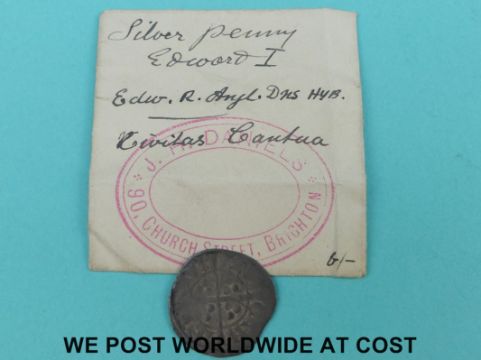 Silver penny
Edward I
Edw. R. Angl. Dns HYB.
Civitas Cantua
J. H. DANIELS
90, CHURCH STREET, BRIGHTON
6/-
WE POST WORLDWIDE AT COST